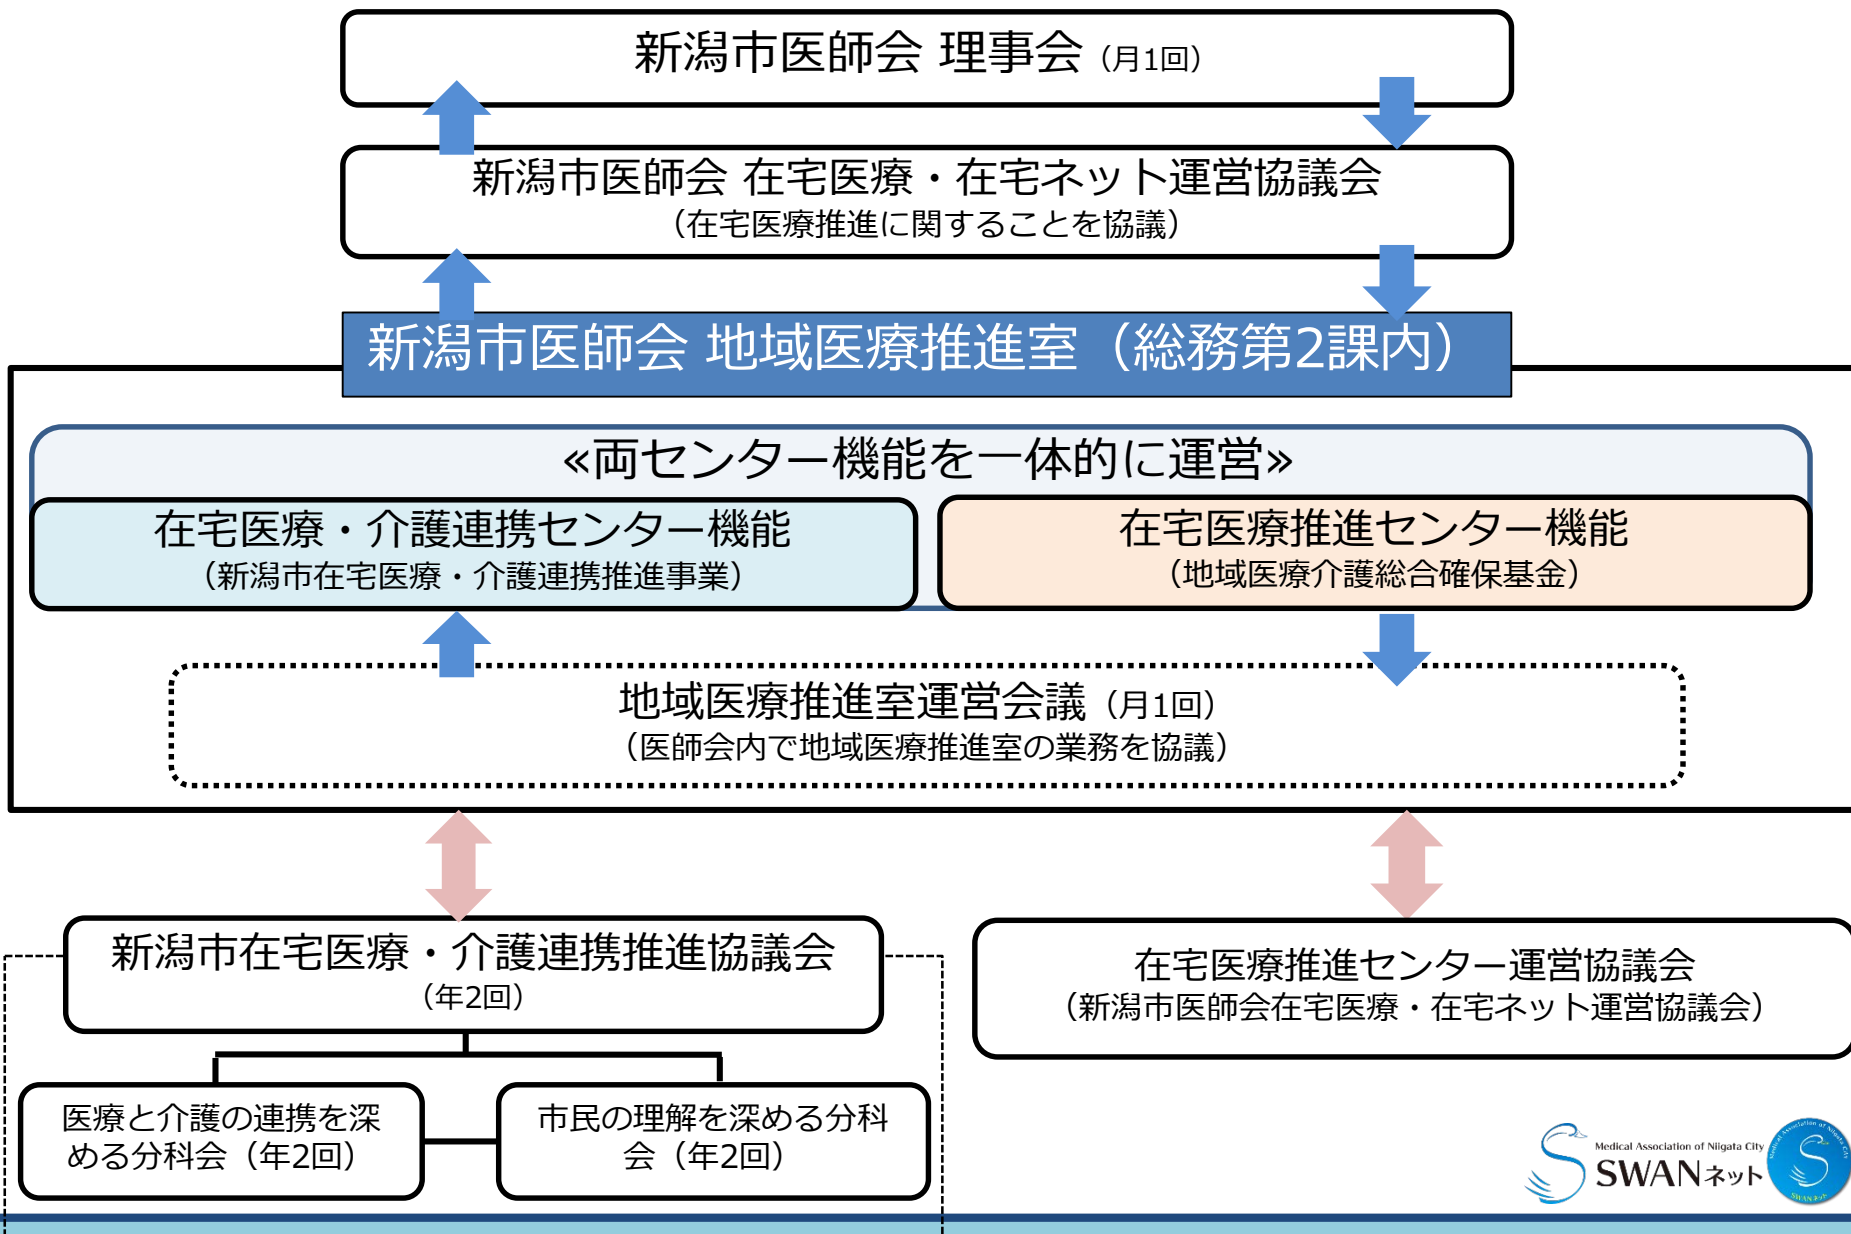 新潟市医師会 理事会（月1回）
新潟市医師会 在宅医療・在宅ネット運営協議会
（在宅医療推進に関することを協議）
新潟市医師会 地域医療推進室（総務第2課内）
«両センター機能を一体的に運営»
在宅医療・介護連携センター機能
（新潟市在宅医療・介護連携推進事業）
在宅医療推進センター機能
（地域医療介護総合確保基金）
地域医療推進室運営会議（月1回）
（医師会内で地域医療推進室の業務を協議）
新潟市在宅医療・介護連携推進協議会
（年2回）
在宅医療推進センター運営協議会
（新潟市医師会在宅医療・在宅ネット運営協議会）
医療と介護の連携を深
める分科会（年2回）
市民の理解を深める分科
会（年2回）
Medical Association of Niigata City
SWANネット
Medical Association of Niigata City
SWANネット